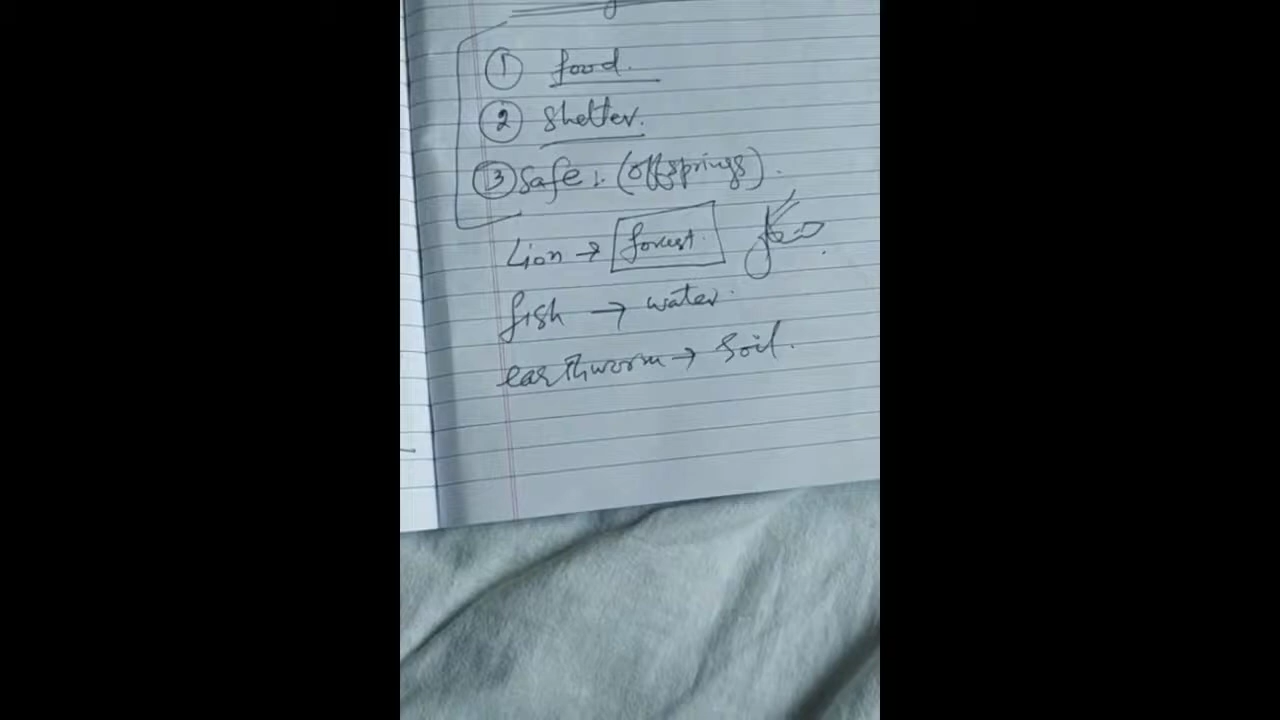 ① food.
② Shelter.
③ Safe :. (offsprings).
Lion → forest.
fish → water.
earthworm → soil.